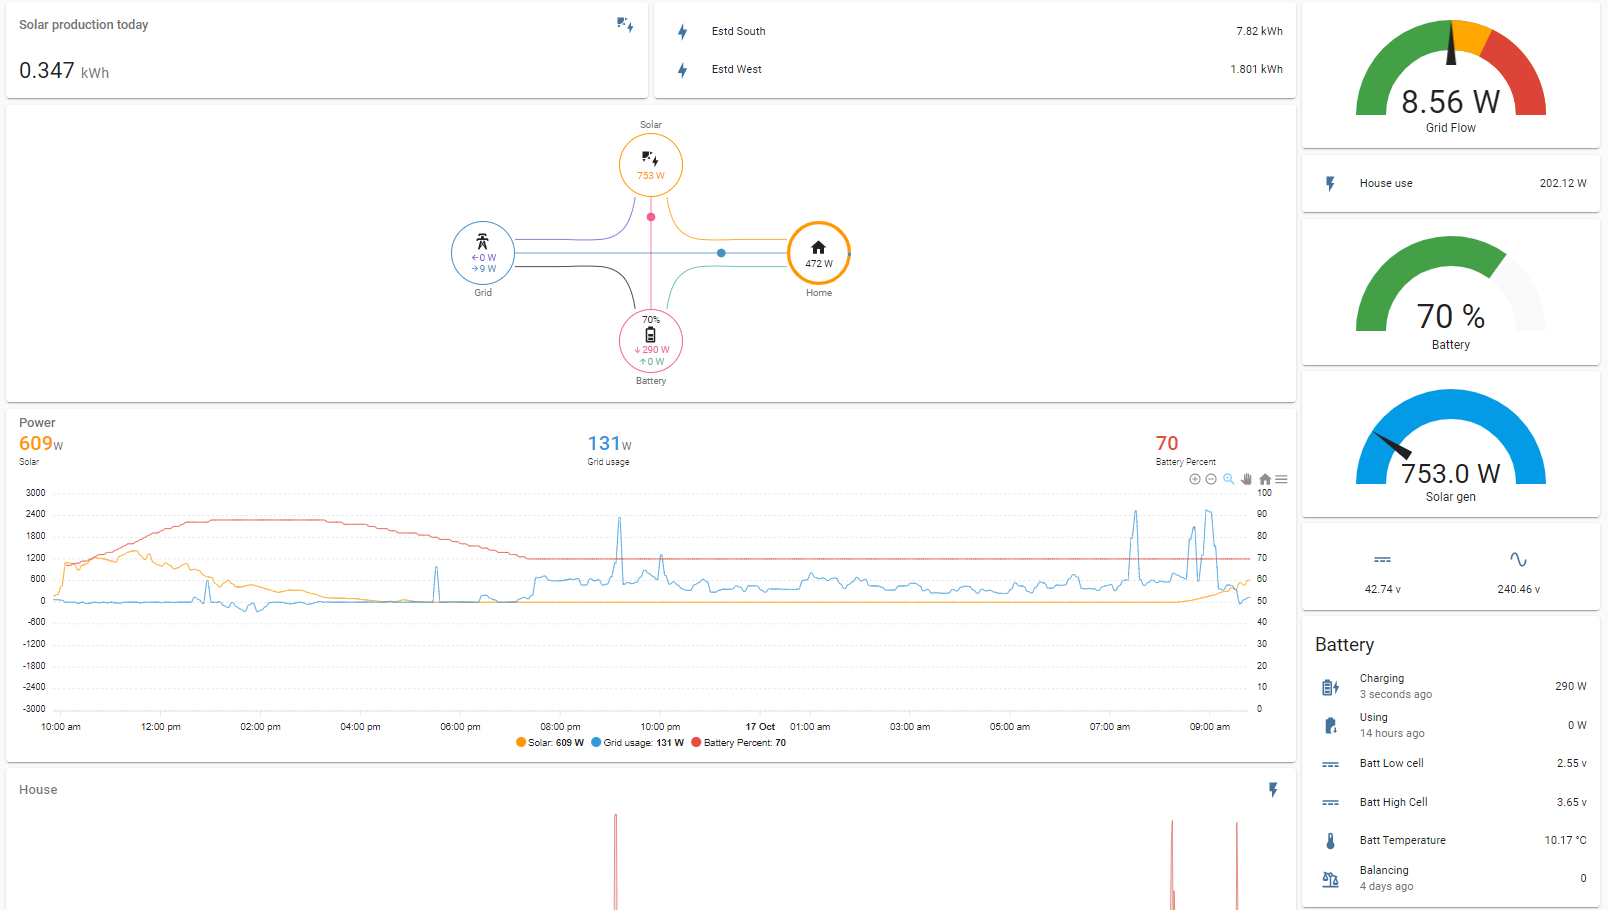 Solar production today
0.347 kWh
Estd South 7.82 kWh
Estd West 1.801 kWh
Solar
753 W
←0 W
→9 W
Grid
472 W
Home
70%
↓290 W
↑0 W
Battery
Power
609W
Solar
131W
Grid usage
70
Battery Percent
3000 100
2400 90
1800 80
1200 70
600 60
0 50
-600 40
-1200 30
-1800 20
-2400 10
-3000 0
10:00 am 12:00 pm 02:00 pm 04:00 pm 06:00 pm 08:00 pm 10:00 pm 17 Oct 01:00 am 03:00 am 05:00 am 07:00 am 09:00 am
Solar: 609 W Grid usage: 131 W Battery Percent: 70
House
8.56 W
Grid Flow
House use 202.12 W
70 %
Battery
753.0 W
Solar gen
42.74 v 240.46 v
Battery
Charging
3 seconds ago
290 W
Using
14 hours ago
0 W
Batt Low cell 2.55 v
Batt High Cell 3.65 v
Batt Temperature 10.17 °C
Balancing
4 days ago
0